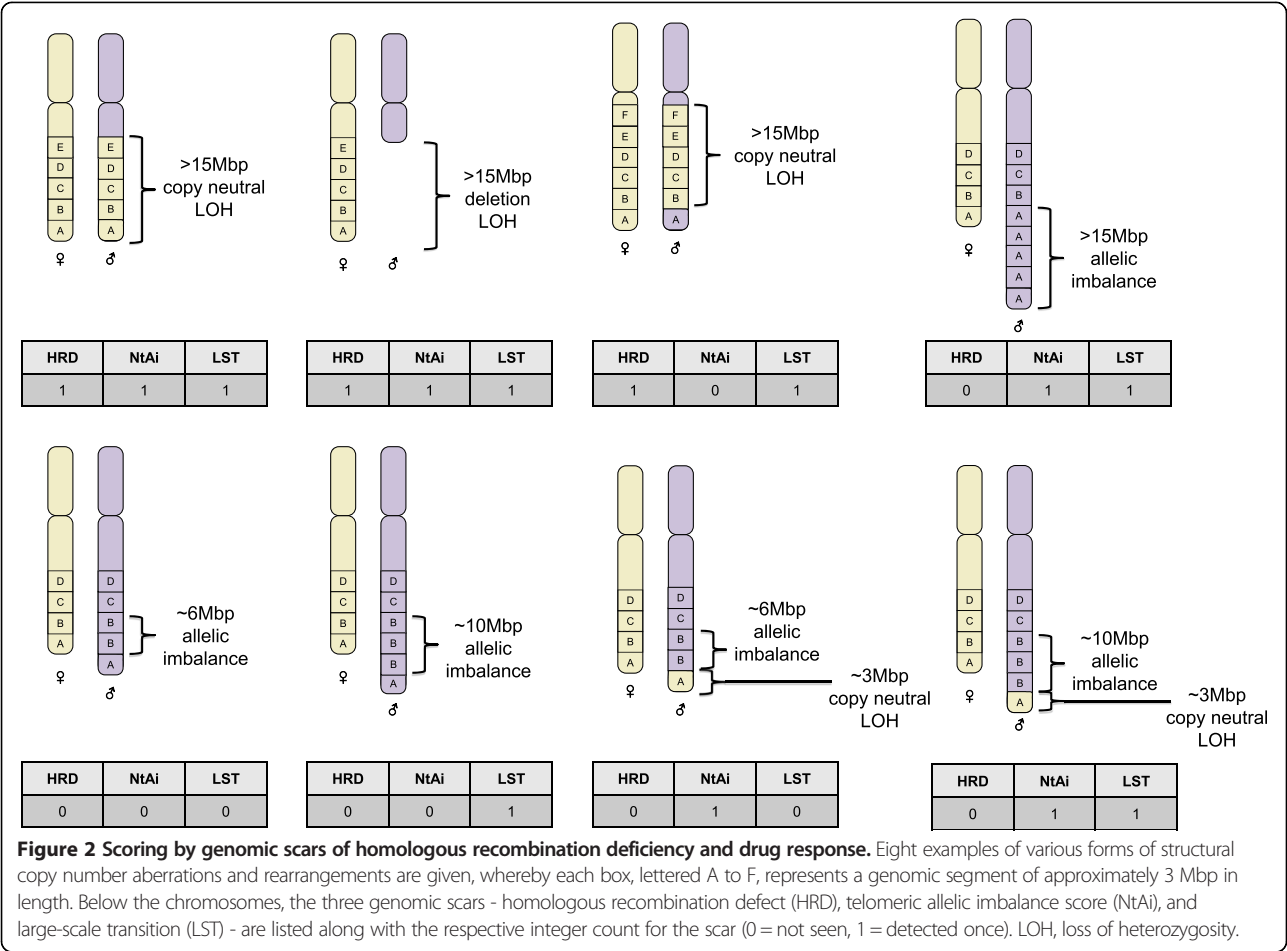 E E
D D
C C
B B
A A
♀ ♂
>15Mbp
copy neutral
LOH
HRD NtAi LST
1 1 1
E
D
C
B
A
♀ ♂
>15Mbp
deletion
LOH
HRD NtAi LST
1 1 1
F F
E E
D D
C C
B B
A A
♀ ♂
>15Mbp
copy neutral
LOH
HRD NtAi LST
1 0 1
D D
C C
B B
A A
A
A
A
A
♀
♂
>15Mbp
allelic
imbalance
HRD NtAi LST
0 1 1
D D
C C
B B
A B
A
♀
♂
~6Mbp
allelic
imbalance
HRD NtAi LST
0 0 0
D D
C C
B B
A B
B
A
♀
♂
~10Mbp
allelic
imbalance
HRD NtAi LST
0 0 1
D D
C C
B B
A B
A
♀
♂
~6Mbp
allelic
imbalance
~3Mbp
copy neutral
LOH
HRD NtAi LST
0 1 0
D D
C C
B B
A B
B
A
♀
♂
~10Mbp
allelic
imbalance
~3Mbp
copy neutral
LOH
HRD NtAi LST
0 1 1
Figure 2 Scoring by genomic scars of homologous recombination deficiency and drug response. Eight examples of various forms of structural
copy number aberrations and rearrangements are given, whereby each box, lettered A to F, represents a genomic segment of approximately 3 Mbp in
length. Below the chromosomes, the three genomic scars - homologous recombination defect (HRD), telomeric allelic imbalance score (NtAi), and
large-scale transition (LST) - are listed along with the respective integer count for the scar (0 = not seen, 1 = detected once). LOH, loss of heterozygosity.